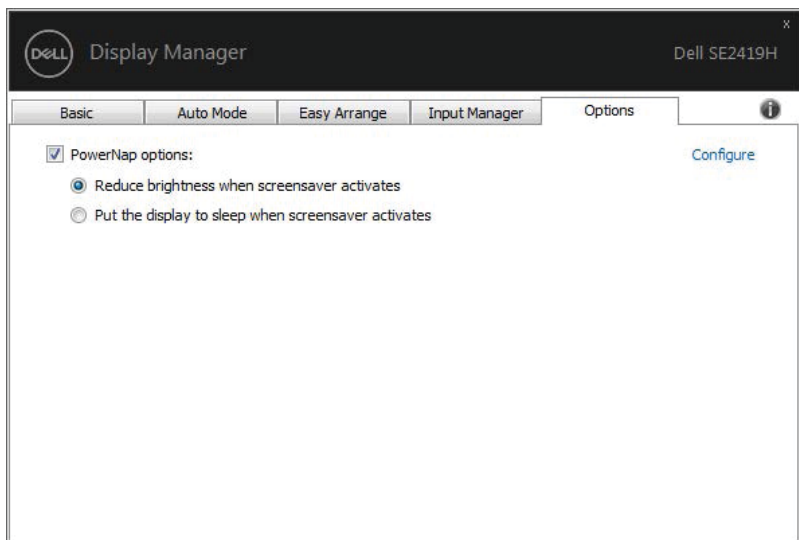 x
DELL Display Manager Dell SE2419H
Basic Auto Mode Easy Arrange Input Manager Options i
PowerNap options: Configure
Reduce brightness when screensaver activates
Put the display to sleep when screensaver activates